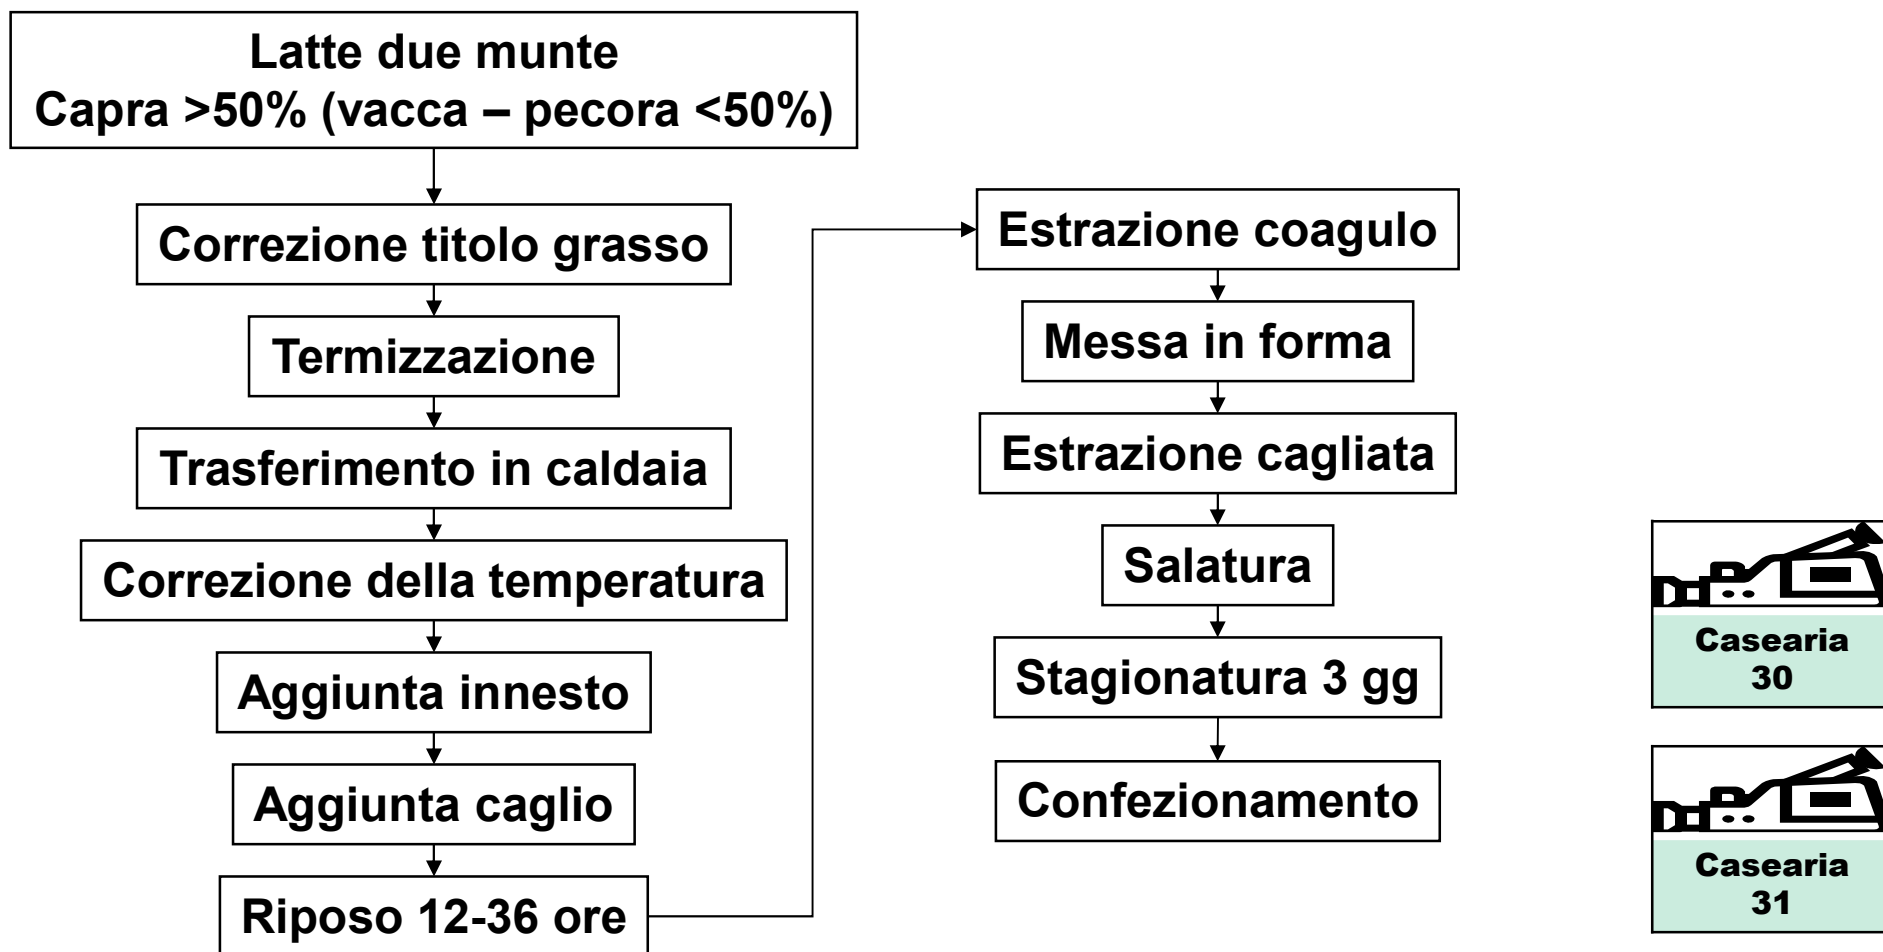 Latte due munte
Capra >50% (vacca – pecora <50%)
Correzione titolo grasso
Termizzazione
Trasferimento in caldaia
Correzione della temperatura
Aggiunta innesto
Aggiunta caglio
Riposo 12-36 ore
Estrazione coagulo
Messa in forma
Estrazione cagliata
Salatura
Stagionatura 3 gg
Confezionamento
Casearia
30
Casearia
31